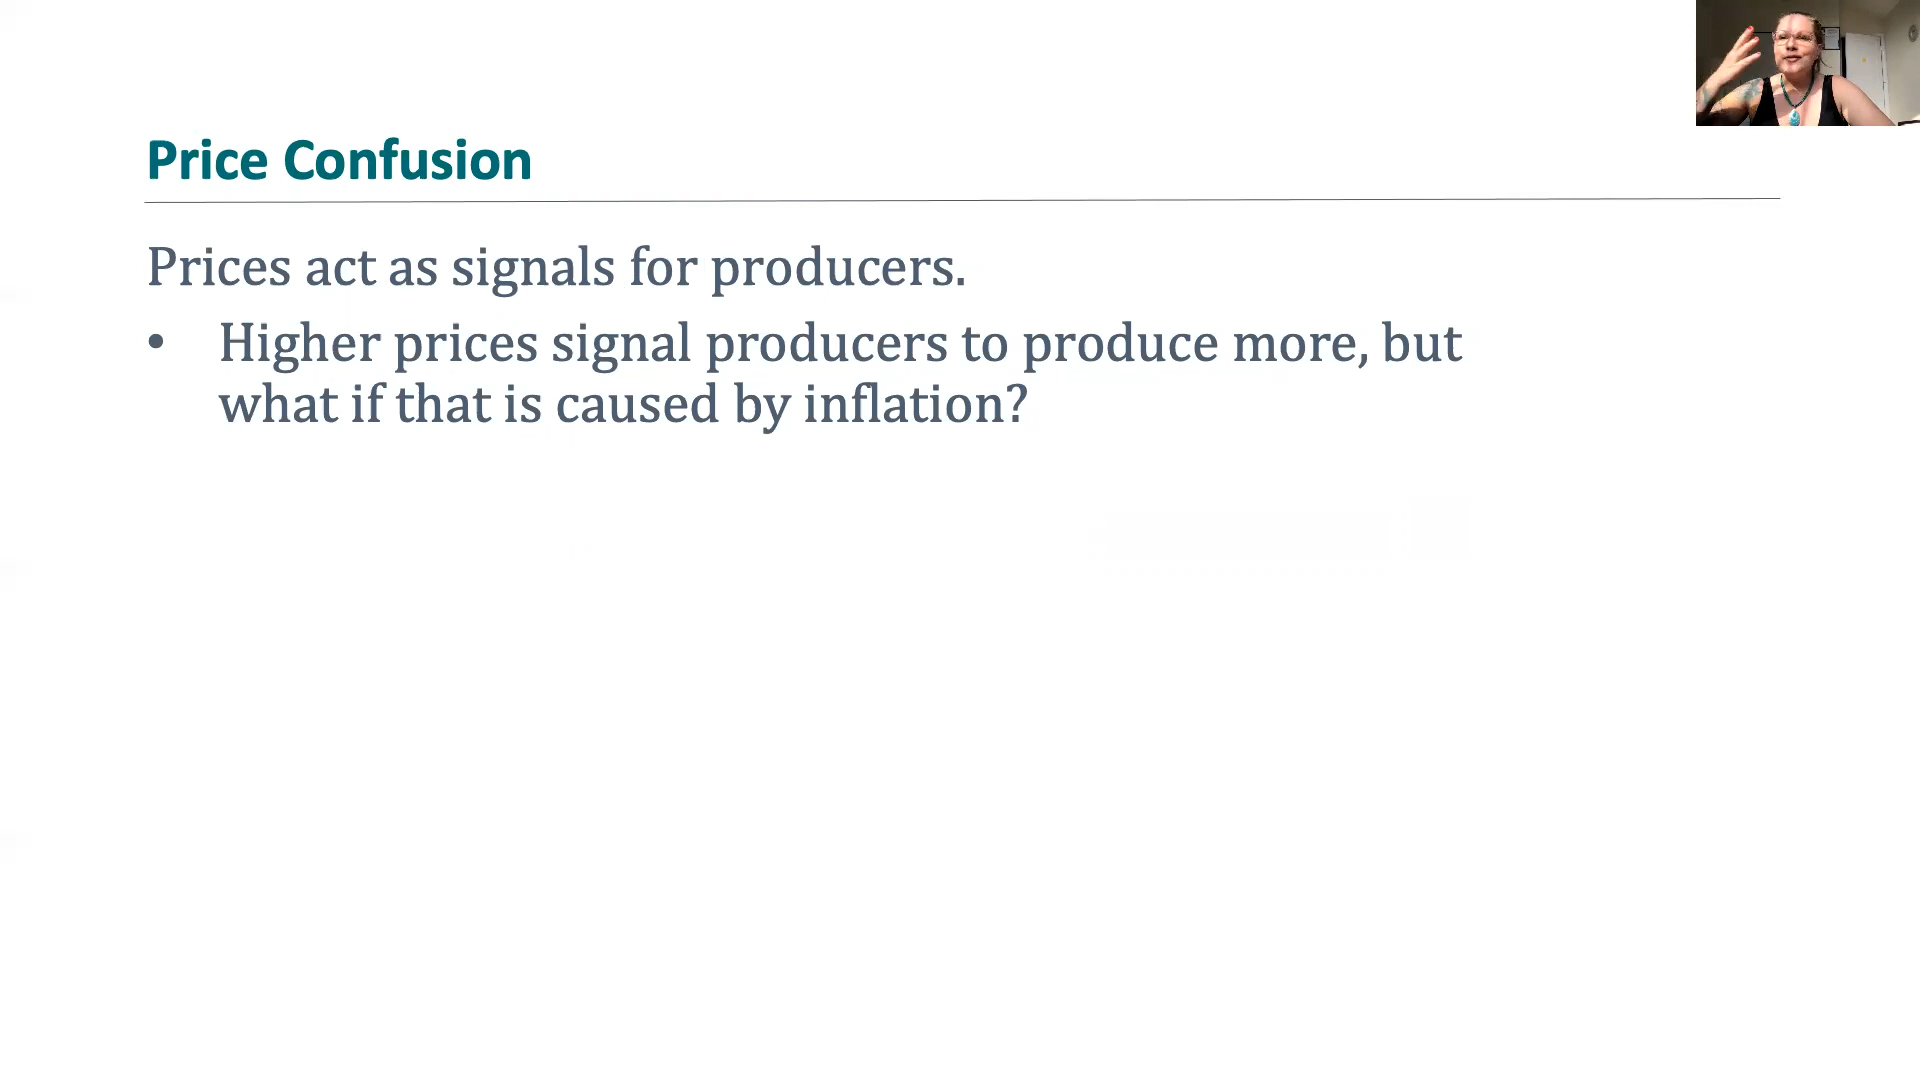 Price Confusion
Prices act as signals for producers.
• Higher prices signal producers to produce more, but
what if that is caused by inflation?